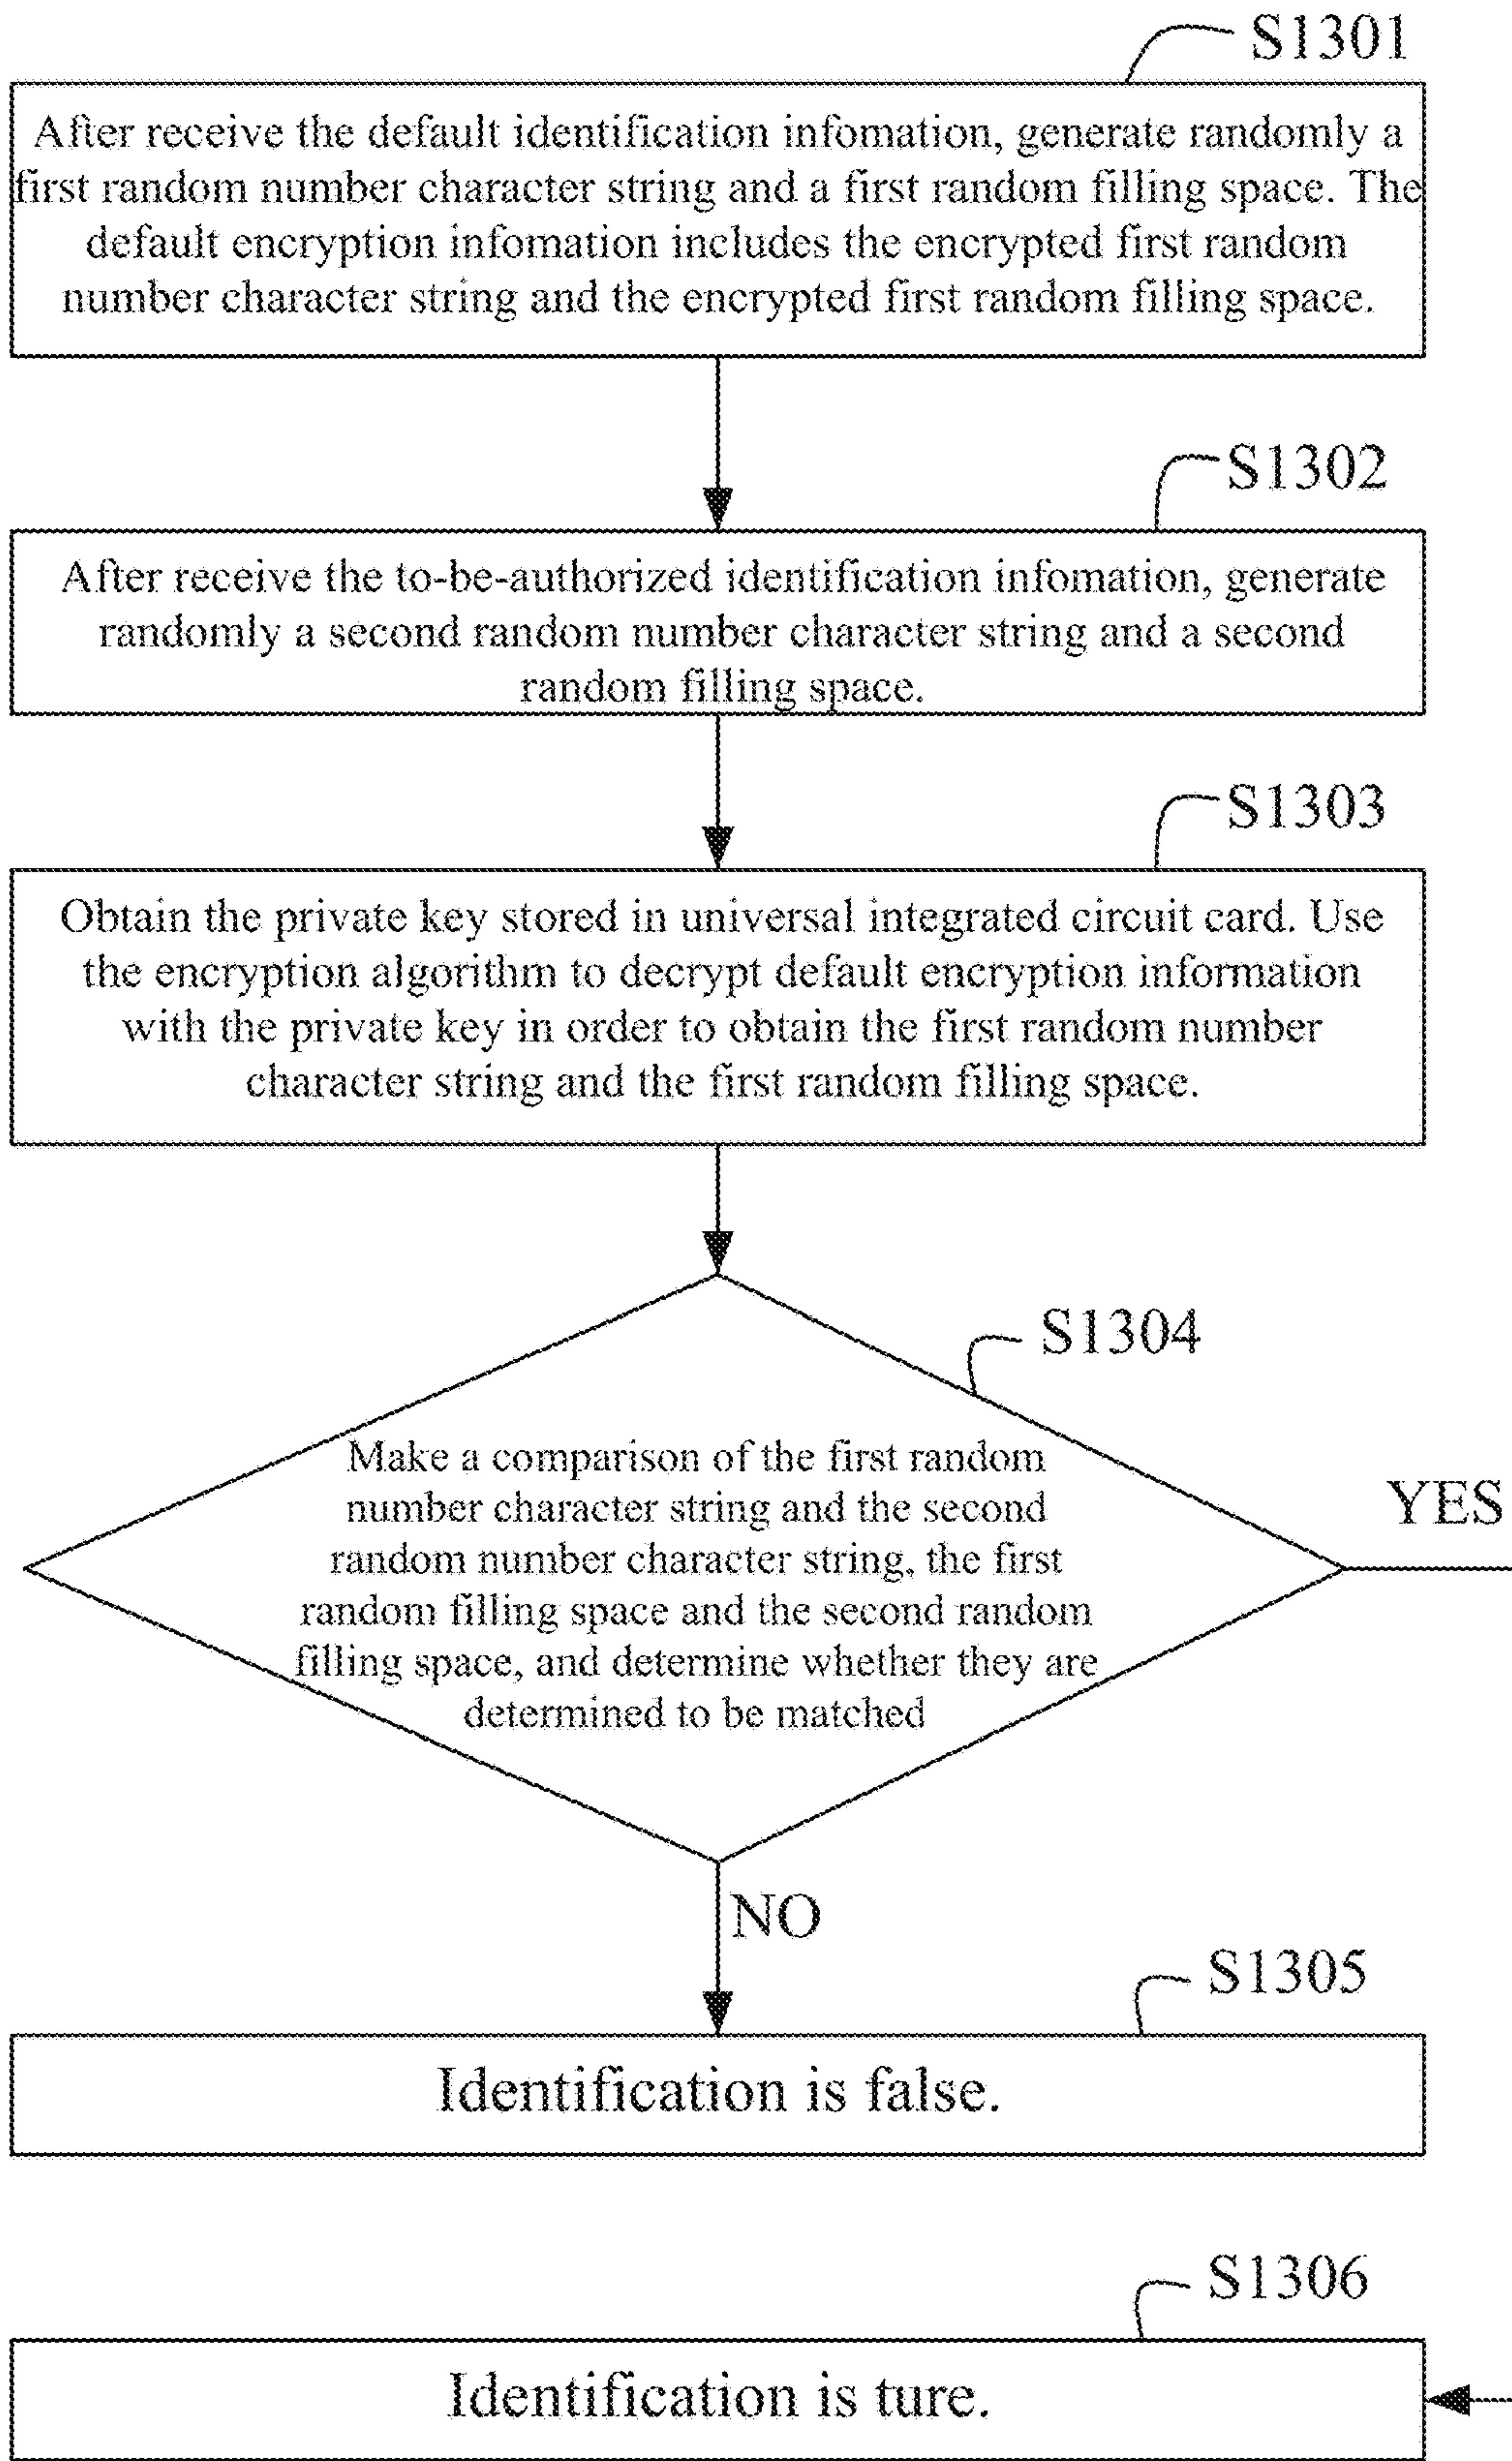 S1301
After receive the default identification infomation, generate randomly a
first random number character string and a first random filling space. The
default encryption infomation includes the encrypted first random
number character string and the encrypted first random filling space.
S1302
After receive the to-be-authorized identification infomation, generate
randomly a second random number character string and a second
random filling space.
S1303
Obtain the private key stored in universal integrated circuit card. Use
the encryption algorithm to decrypt default encryption information
with the private key in order to obtain the first random number
character string and the first random filling space.
S1304
Make a comparison of the first random
number character string and the second
random number character string, the first
random filling space and the second random
filling space, and determine whether they are
determined to be matched
YES
NO
S1305
Identification is false.
S1306
Identification is ture.